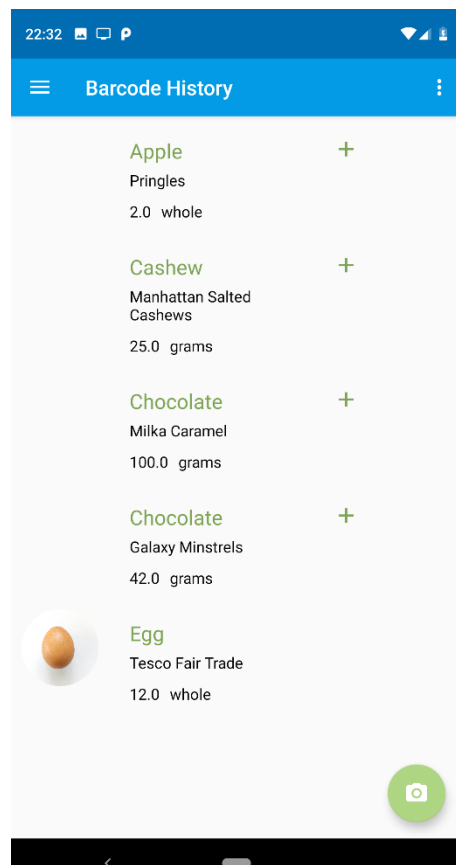 22:32
Barcode History
Apple +
Pringles
2.0 whole
Cashew +
Manhattan Salted
Cashews
25.0 grams
Chocolate +
Milka Caramel
100.0 grams
Chocolate +
Galaxy Minstrels
42.0 grams
Egg
Tesco Fair Trade
12.0 whole